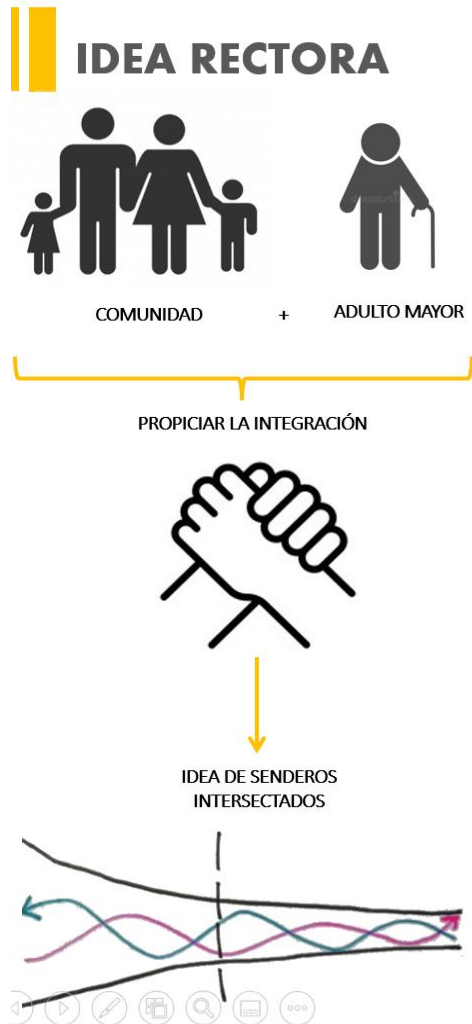 IDEA RECTORA
COMUNIDAD + ADULTO MAYOR
PROPICIAR LA INTEGRACIÓN
IDEA DE SENDEROS
INTERSECTADOS